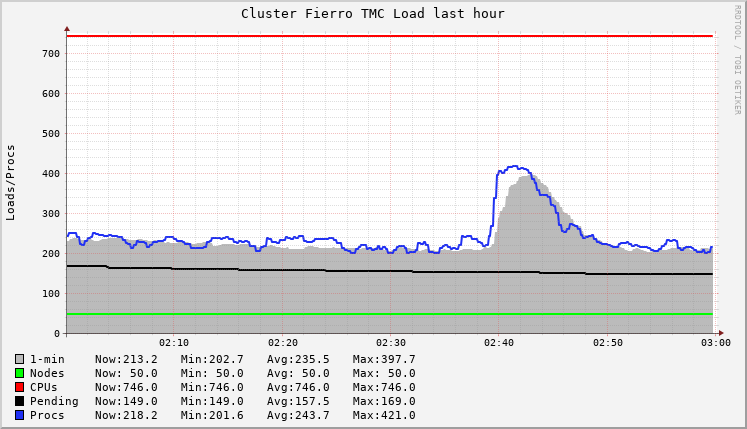 Cluster Fierro TMC Load last hour
RRDTOOL / TOBI OETIKER
Loads/Procs
700
600
500
400
300
200
100
0
02:10 02:20 02:30 02:40 02:50 03:00
1-min Now:213.2 Min:202.7 Avg:235.5 Max:397.7
Nodes Now: 50.0 Min: 50.0 Avg: 50.0 Max: 50.0
CPUs Now:746.0 Min:746.0 Avg:746.0 Max:746.0
Pending Now:149.0 Min:149.0 Avg:157.5 Max:169.0
Procs Now:218.2 Min:201.6 Avg:243.7 Max:421.0